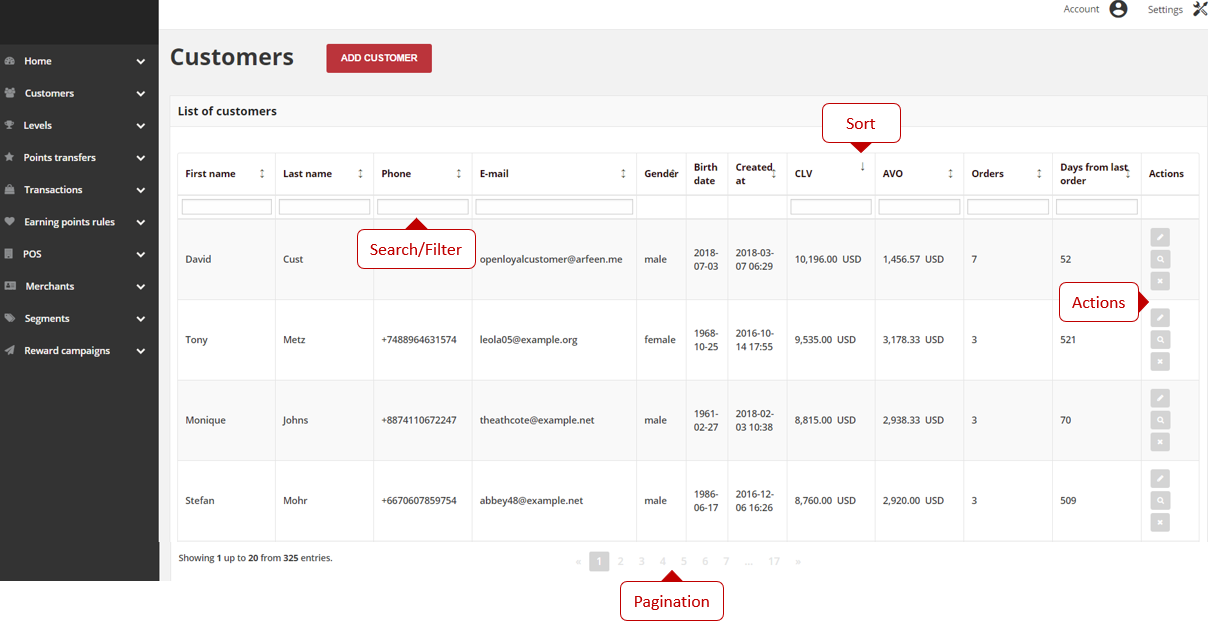 Account Settings
Home
Customers
Levels
Points transfers
Transactions
Earning points rules
POS
Merchants
Segments
Reward campaigns
Customers ADD CUSTOMER
List of customers
Sort
First name Last name Phone E-mail Gender Birth date Created at CLV AVO Orders Days from last order Actions
Search/Filter
David Cust openloyalcustomer@arfeen.me male 2018-07-03 2018-03-07 06:29 10,196.00 USD 1,456.57 USD 7 52
Actions
Tony Metz +7488964631574 leola05@example.org female 1968-10-25 2016-10-14 17:55 9,535.00 USD 3,178.33 USD 3 521
Monique Johns +8874110672247 theathcote@example.net male 1961-02-27 2018-02-03 10:38 8,815.00 USD 2,938.33 USD 3 70
Stefan Mohr +6670607859754 abbey48@example.net male 1986-06-17 2016-12-06 16:26 8,760.00 USD 2,920.00 USD 3 509
Showing 1 up to 20 from 325 entries.
« 1 2 3 4 5 6 7 ... 17 »
Pagination